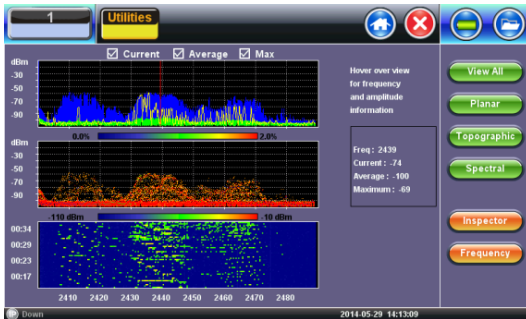 1
Utilities
Current
Average
Max
dBm
-30
-50
-70
-90
0.0%
2.0%
dBm
-30
-50
-70
-90
-110 dBm
-10 dBm
00:34
00:29
00:23
00:17
2410 2420 2430 2440 2450 2460 2470 2480
Hover over view
for frequency
and amplitude
information
Freq : 2439
Current : -74
Average : -100
Maximum : -69
View All
Planar
Topographic
Spectral
Inspector
Frequency
IP Down
2014-05-29 14:13:09